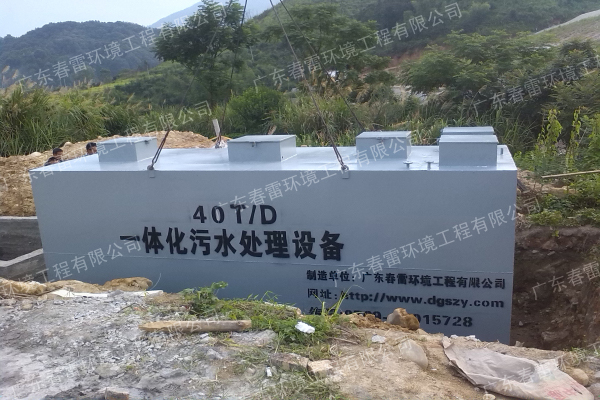 40T/D
一体化污水处理设备
制造单位：广东春雷环境工程有限公司
网址：http://www.dgszy.com
015728
广东春雷环境工程有限公司